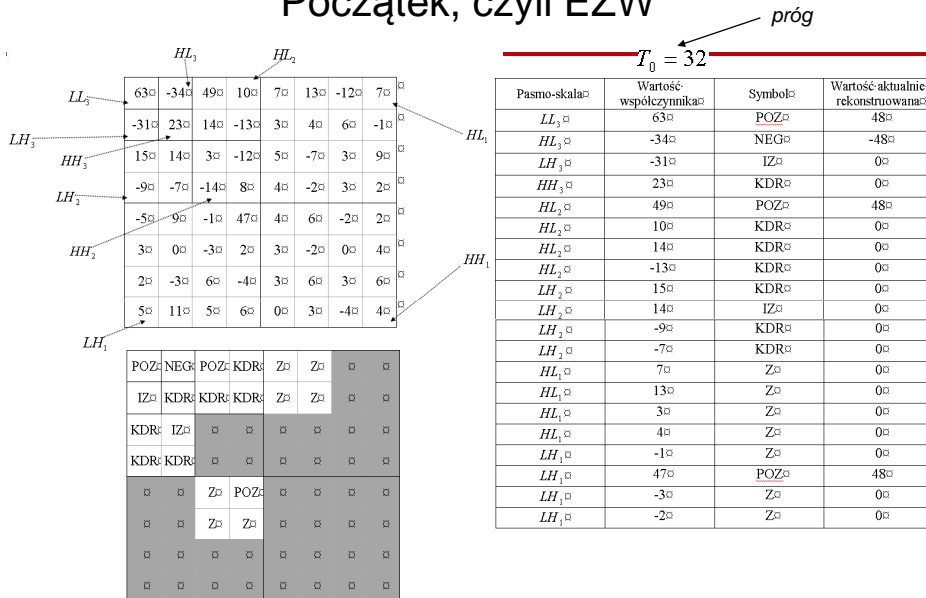 Początek, czyli EZW
próg
T₀ = 32
HL₃
HL₂
LL₃
LH₃
HH₃
LH₂
HH₂
LH₁
HL₁
HH₁
63¤ -34¤ 49¤ 10¤ 7¤ 13¤ -12¤ 7¤ ¤
-31¤ 23¤ 14¤ -13¤ 3¤ 4¤ 6¤ -1¤ ¤
15¤ 14¤ 3¤ -12¤ 5¤ -7¤ 3¤ 9¤ ¤
-9¤ -7¤ -14¤ 8¤ 4¤ -2¤ 3¤ 2¤ ¤
-5¤ 9¤ -1¤ 47¤ 4¤ 6¤ -2¤ 2¤ ¤
3¤ 0¤ -3¤ 2¤ 3¤ -2¤ 0¤ 4¤ ¤
2¤ -3¤ 6¤ -4¤ 3¤ 6¤ 3¤ 6¤ ¤
5¤ 11¤ 5¤ 6¤ 0¤ 3¤ -4¤ 4¤ ¤
POZ¤ NEG¤ POZ¤ KDR¤ Z¤ Z¤ ¤ ¤
IZ¤ KDR¤ KDR¤ KDR¤ Z¤ Z¤ ¤ ¤
KDR¤ IZ¤ ¤ ¤ ¤ ¤ ¤ ¤
KDR¤ KDR¤ ¤ ¤ ¤ ¤ ¤ ¤
¤ ¤ Z¤ POZ¤ ¤ ¤ ¤ ¤
¤ ¤ Z¤ Z¤ ¤ ¤ ¤ ¤
¤ ¤ ¤ ¤ ¤ ¤ ¤ ¤
¤ ¤ ¤ ¤ ¤ ¤ ¤ ¤
Pasmo-skala¤ Wartość· współczynnika¤ Symbol¤ Wartość·aktualnie· rekonstruowana¤
LL₃¤ 63¤ POZ¤ 48¤
HL₃¤ -34¤ NEG¤ -48¤
LH₃¤ -31¤ IZ¤ 0¤
HH₃¤ 23¤ KDR¤ 0¤
HL₂¤ 49¤ POZ¤ 48¤
HL₂¤ 10¤ KDR¤ 0¤
HL₂¤ 14¤ KDR¤ 0¤
HL₂¤ -13¤ KDR¤ 0¤
LH₂¤ 15¤ KDR¤ 0¤
LH₂¤ 14¤ IZ¤ 0¤
LH₂¤ -9¤ KDR¤ 0¤
LH₂¤ -7¤ KDR¤ 0¤
HL₁¤ 7¤ Z¤ 0¤
HL₁¤ 13¤ Z¤ 0¤
HL₁¤ 3¤ Z¤ 0¤
HL₁¤ 4¤ Z¤ 0¤
LH₁¤ -1¤ Z¤ 0¤
LH₁¤ 47¤ POZ¤ 48¤
LH₁¤ -3¤ Z¤ 0¤
LH₁¤ -2¤ Z¤ 0¤